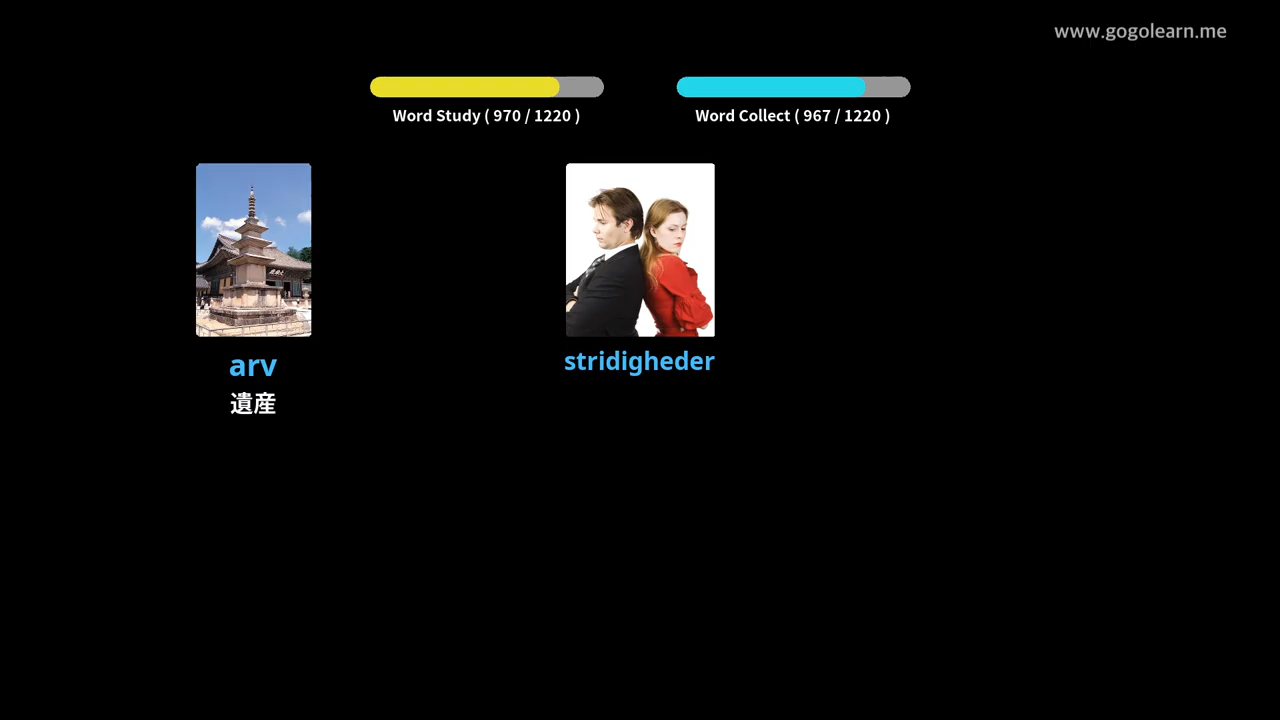 www.gogolearn.me
Word Study ( 970 / 1220 )
Word Collect ( 967 / 1220 )
arv
遺産
stridigheder